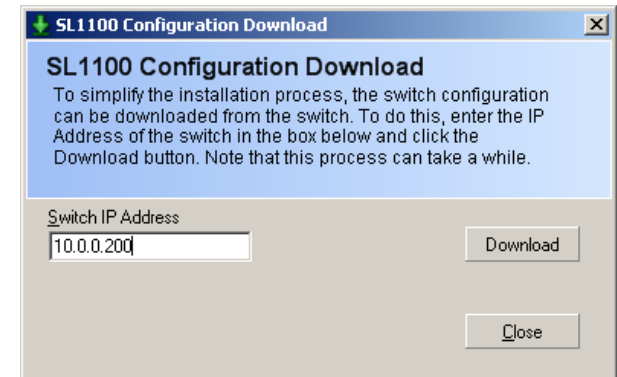 SL1100 Configuration Download
SL1100 Configuration Download
To simplify the installation process, the switch configuration
can be downloaded from the switch. To do this, enter the IP
Address of the switch in the box below and click the
Download button. Note that this process can take a while.
Switch IP Address
10.0.0.200
Download
Close